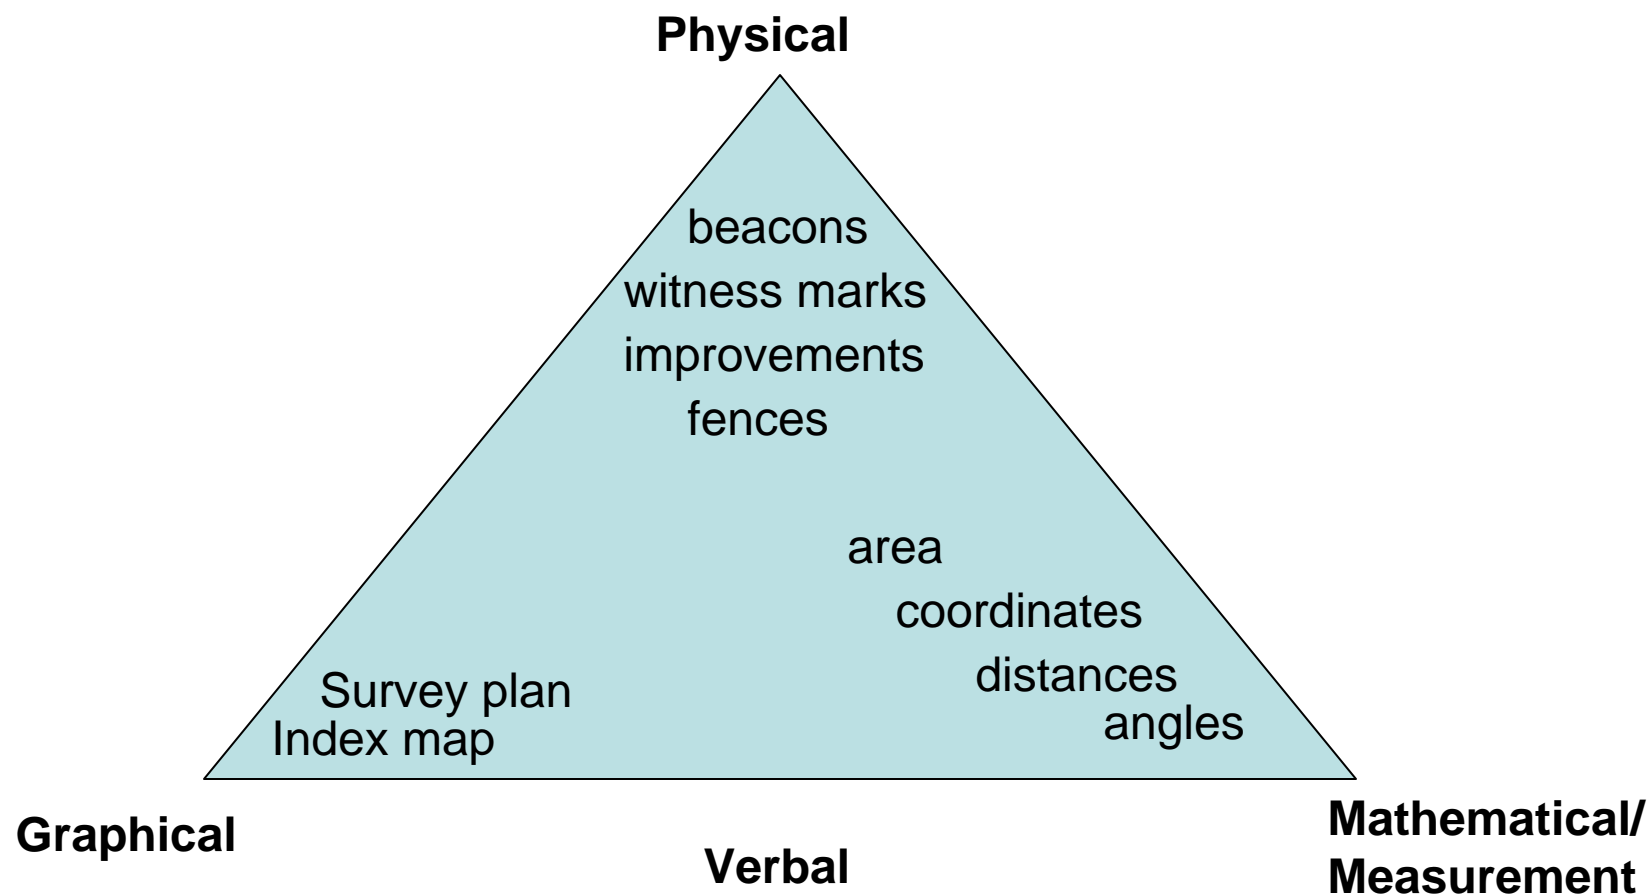 Physical
beacons
witness marks
improvements
fences
area
coordinates
distances
angles
Survey plan
Index map
Graphical
Verbal
Mathematical/
Measurement